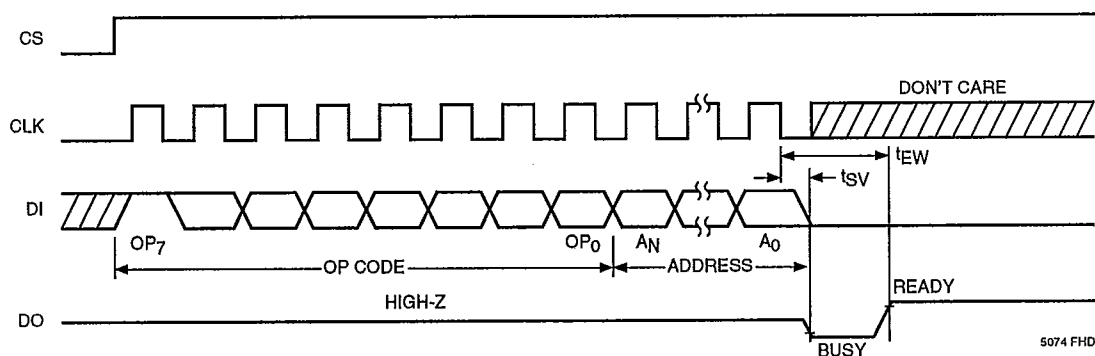 CS
DON'T CARE
CLK
tEW
tSV
DI
OP7
OP0
AN
A0
OP CODE
ADDRESS
HIGH-Z
READY
DO
BUSY
5074 FHD